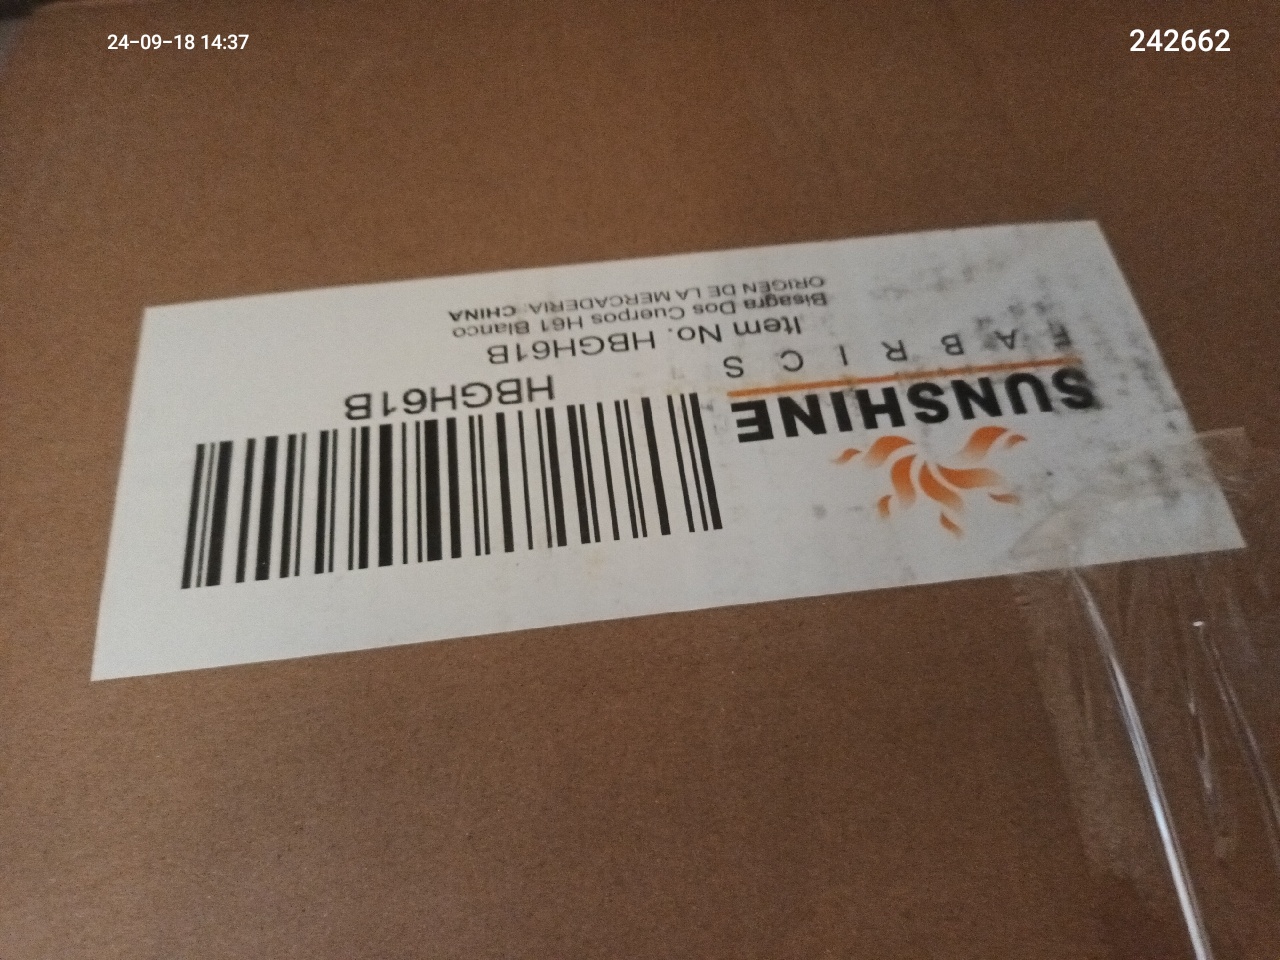 24-09-18 14:37
242662
SUNSHINE
FABRICS
HBGH61B
Item No. HBGH61B
Bisagra Dos Cuerpos H61 Blanco
ORIGEN DE LA MERCADERIA: CHINA